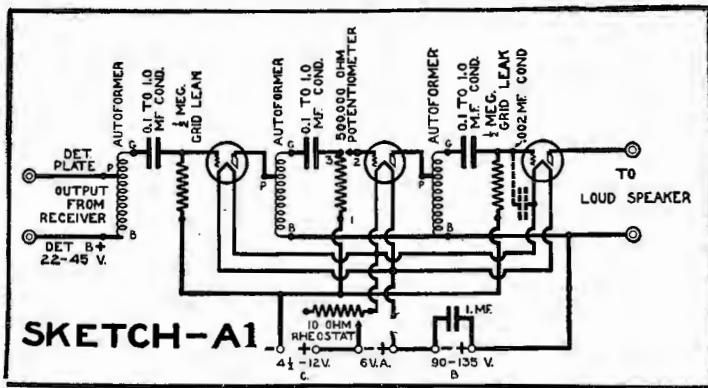 AUTOFORMER
0.1 TO 1.0
MF COND.
½ MEG.
GRID LEAK
AUTOFORMER
0.1 TO 1.0
MF. COND.
500.000 OHM
POTENTIOMETER
AUTOFORMER
0.1 TO 1.0
M.F. COND.
½ MEG.
GRID LEAK
.002 MF. COND
DET.
PLATE
P
G
B
OUTPUT
FROM
RECEIVER
DET B+
22-45 V.
P
G
B
3
2
1
P
G
B
TO
LOUD SPEAKER
SKETCH-A1
10 OHM
RHEOSTAT
1.MF.
- 4½-12V. +
C.
- 6V.A. +
- 90-135 V. +
B